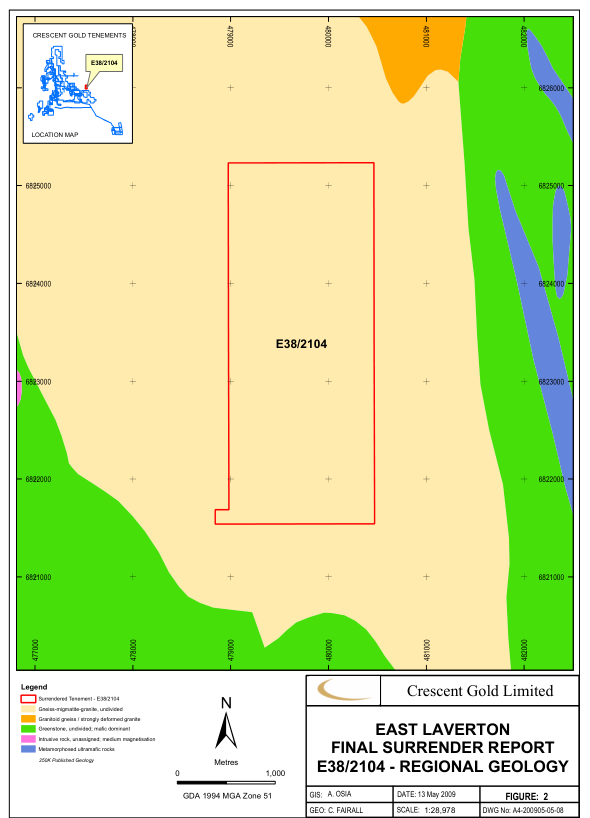 CRESCENT GOLD TENEMENTS
E38/2104
LOCATION MAP
478000
479000
480000
481000
482000
6826000
6826000
6825000
6825000
6824000
6824000
E38/2104
6823000
6823000
6822000
6822000
6821000
6821000
477000
478000
479000
480000
481000
482000
Legend
Surrendered Tenement - E38/2104
Gneiss-migmatite-granite, undivided
Granitoid gneiss / strongly deformed granite
Greenstone, undivided; mafic dominant
Intrusive rock, unassigned; medium magnetisation
Metamorphosed ultramafic rocks
250K Published Geology
N
Metres
0 1,000
GDA 1994 MGA Zone 51
Crescent Gold Limited
EAST LAVERTON
FINAL SURRENDER REPORT
E38/2104 - REGIONAL GEOLOGY
GIS: A. OSIA
DATE: 13 May 2009
FIGURE: 2
GEO: C. FAIRALL
SCALE: 1:28,978
DWG No: A4-200905-05-08